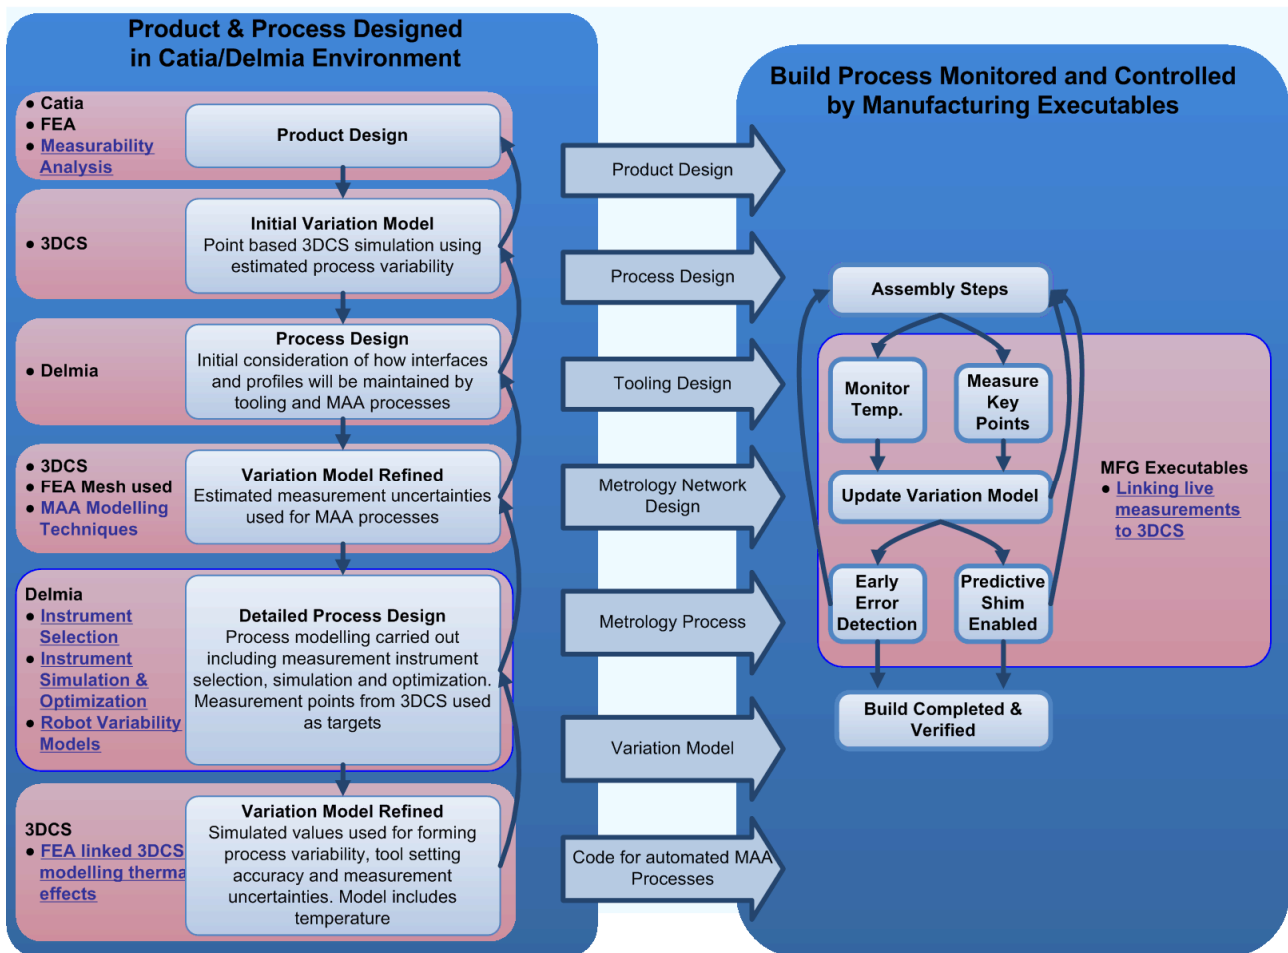 Product & Process Designed
in Catia/Delmia Environment
● Catia
● FEA
● Measurability
Analysis
Product Design
● 3DCS
Initial Variation Model
Point based 3DCS simulation using
estimated process variability
● Delmia
Process Design
Initial consideration of how interfaces
and profiles will be maintained by
tooling and MAA processes
● 3DCS
● FEA Mesh used
● MAA Modelling
Techniques
Variation Model Refined
Estimated measurement uncertainties
used for MAA processes
Delmia
● Instrument
Selection
● Instrument
Simulation &
Optimization
● Robot Variability
Models
Detailed Process Design
Process modelling carried out
including measurement instrument
selection, simulation and optimization.
Measurement points from 3DCS used
as targets
3DCS
● FEA linked 3DCS
modelling therma
effects
Variation Model Refined
Simulated values used for forming
process variability, tool setting
accuracy and measurement
uncertainties. Model includes
temperature
Product Design
Process Design
Tooling Design
Metrology Network
Design
Metrology Process
Variation Model
Code for automated MAA
Processes
Build Process Monitored and Controlled
by Manufacturing Executables
Assembly Steps
Monitor
Temp.
Measure
Key
Points
Update Variation Model
Early
Error
Detection
Predictive
Shim
Enabled
Build Completed &
Verified
MFG Executables
● Linking live
measurements
to 3DCS